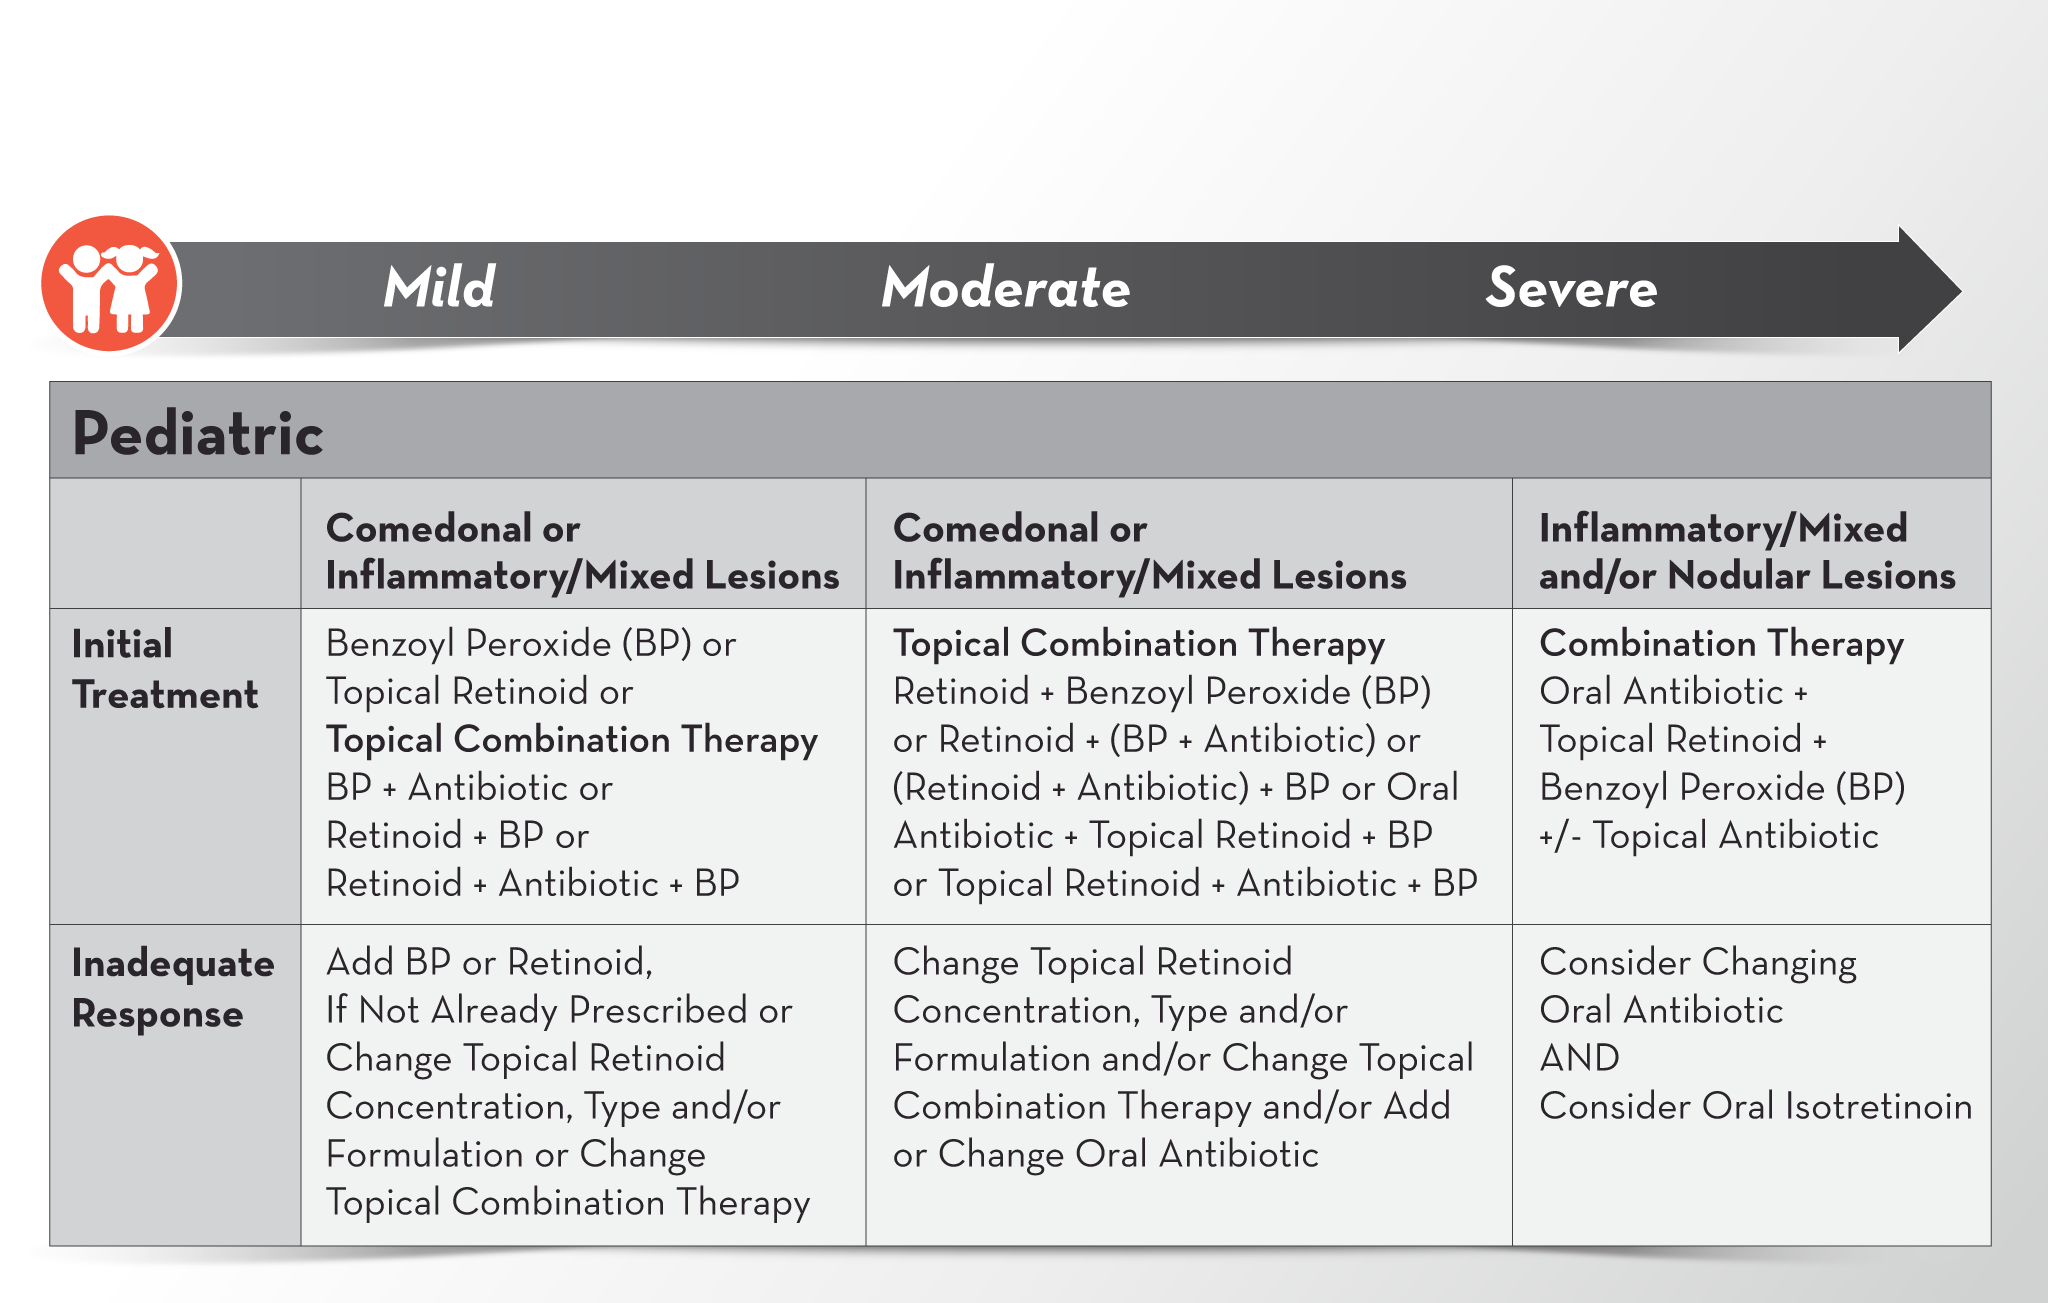 Mild Moderate Severe
Pediatric
Comedonal or
Inflammatory/Mixed Lesions
Comedonal or
Inflammatory/Mixed Lesions
Inflammatory/Mixed
and/or Nodular Lesions
Initial
Treatment
Benzoyl Peroxide (BP) or
Topical Retinoid or
Topical Combination Therapy
BP + Antibiotic or
Retinoid + BP or
Retinoid + Antibiotic + BP
Topical Combination Therapy
Retinoid + Benzoyl Peroxide (BP)
or Retinoid + (BP + Antibiotic) or
(Retinoid + Antibiotic) + BP or Oral
Antibiotic + Topical Retinoid + BP
or Topical Retinoid + Antibiotic + BP
Combination Therapy
Oral Antibiotic +
Topical Retinoid +
Benzoyl Peroxide (BP)
+/- Topical Antibiotic
Inadequate
Response
Add BP or Retinoid,
If Not Already Prescribed or
Change Topical Retinoid
Concentration, Type and/or
Formulation or Change
Topical Combination Therapy
Change Topical Retinoid
Concentration, Type and/or
Formulation and/or Change Topical
Combination Therapy and/or Add
or Change Oral Antibiotic
Consider Changing
Oral Antibiotic
AND
Consider Oral Isotretinoin